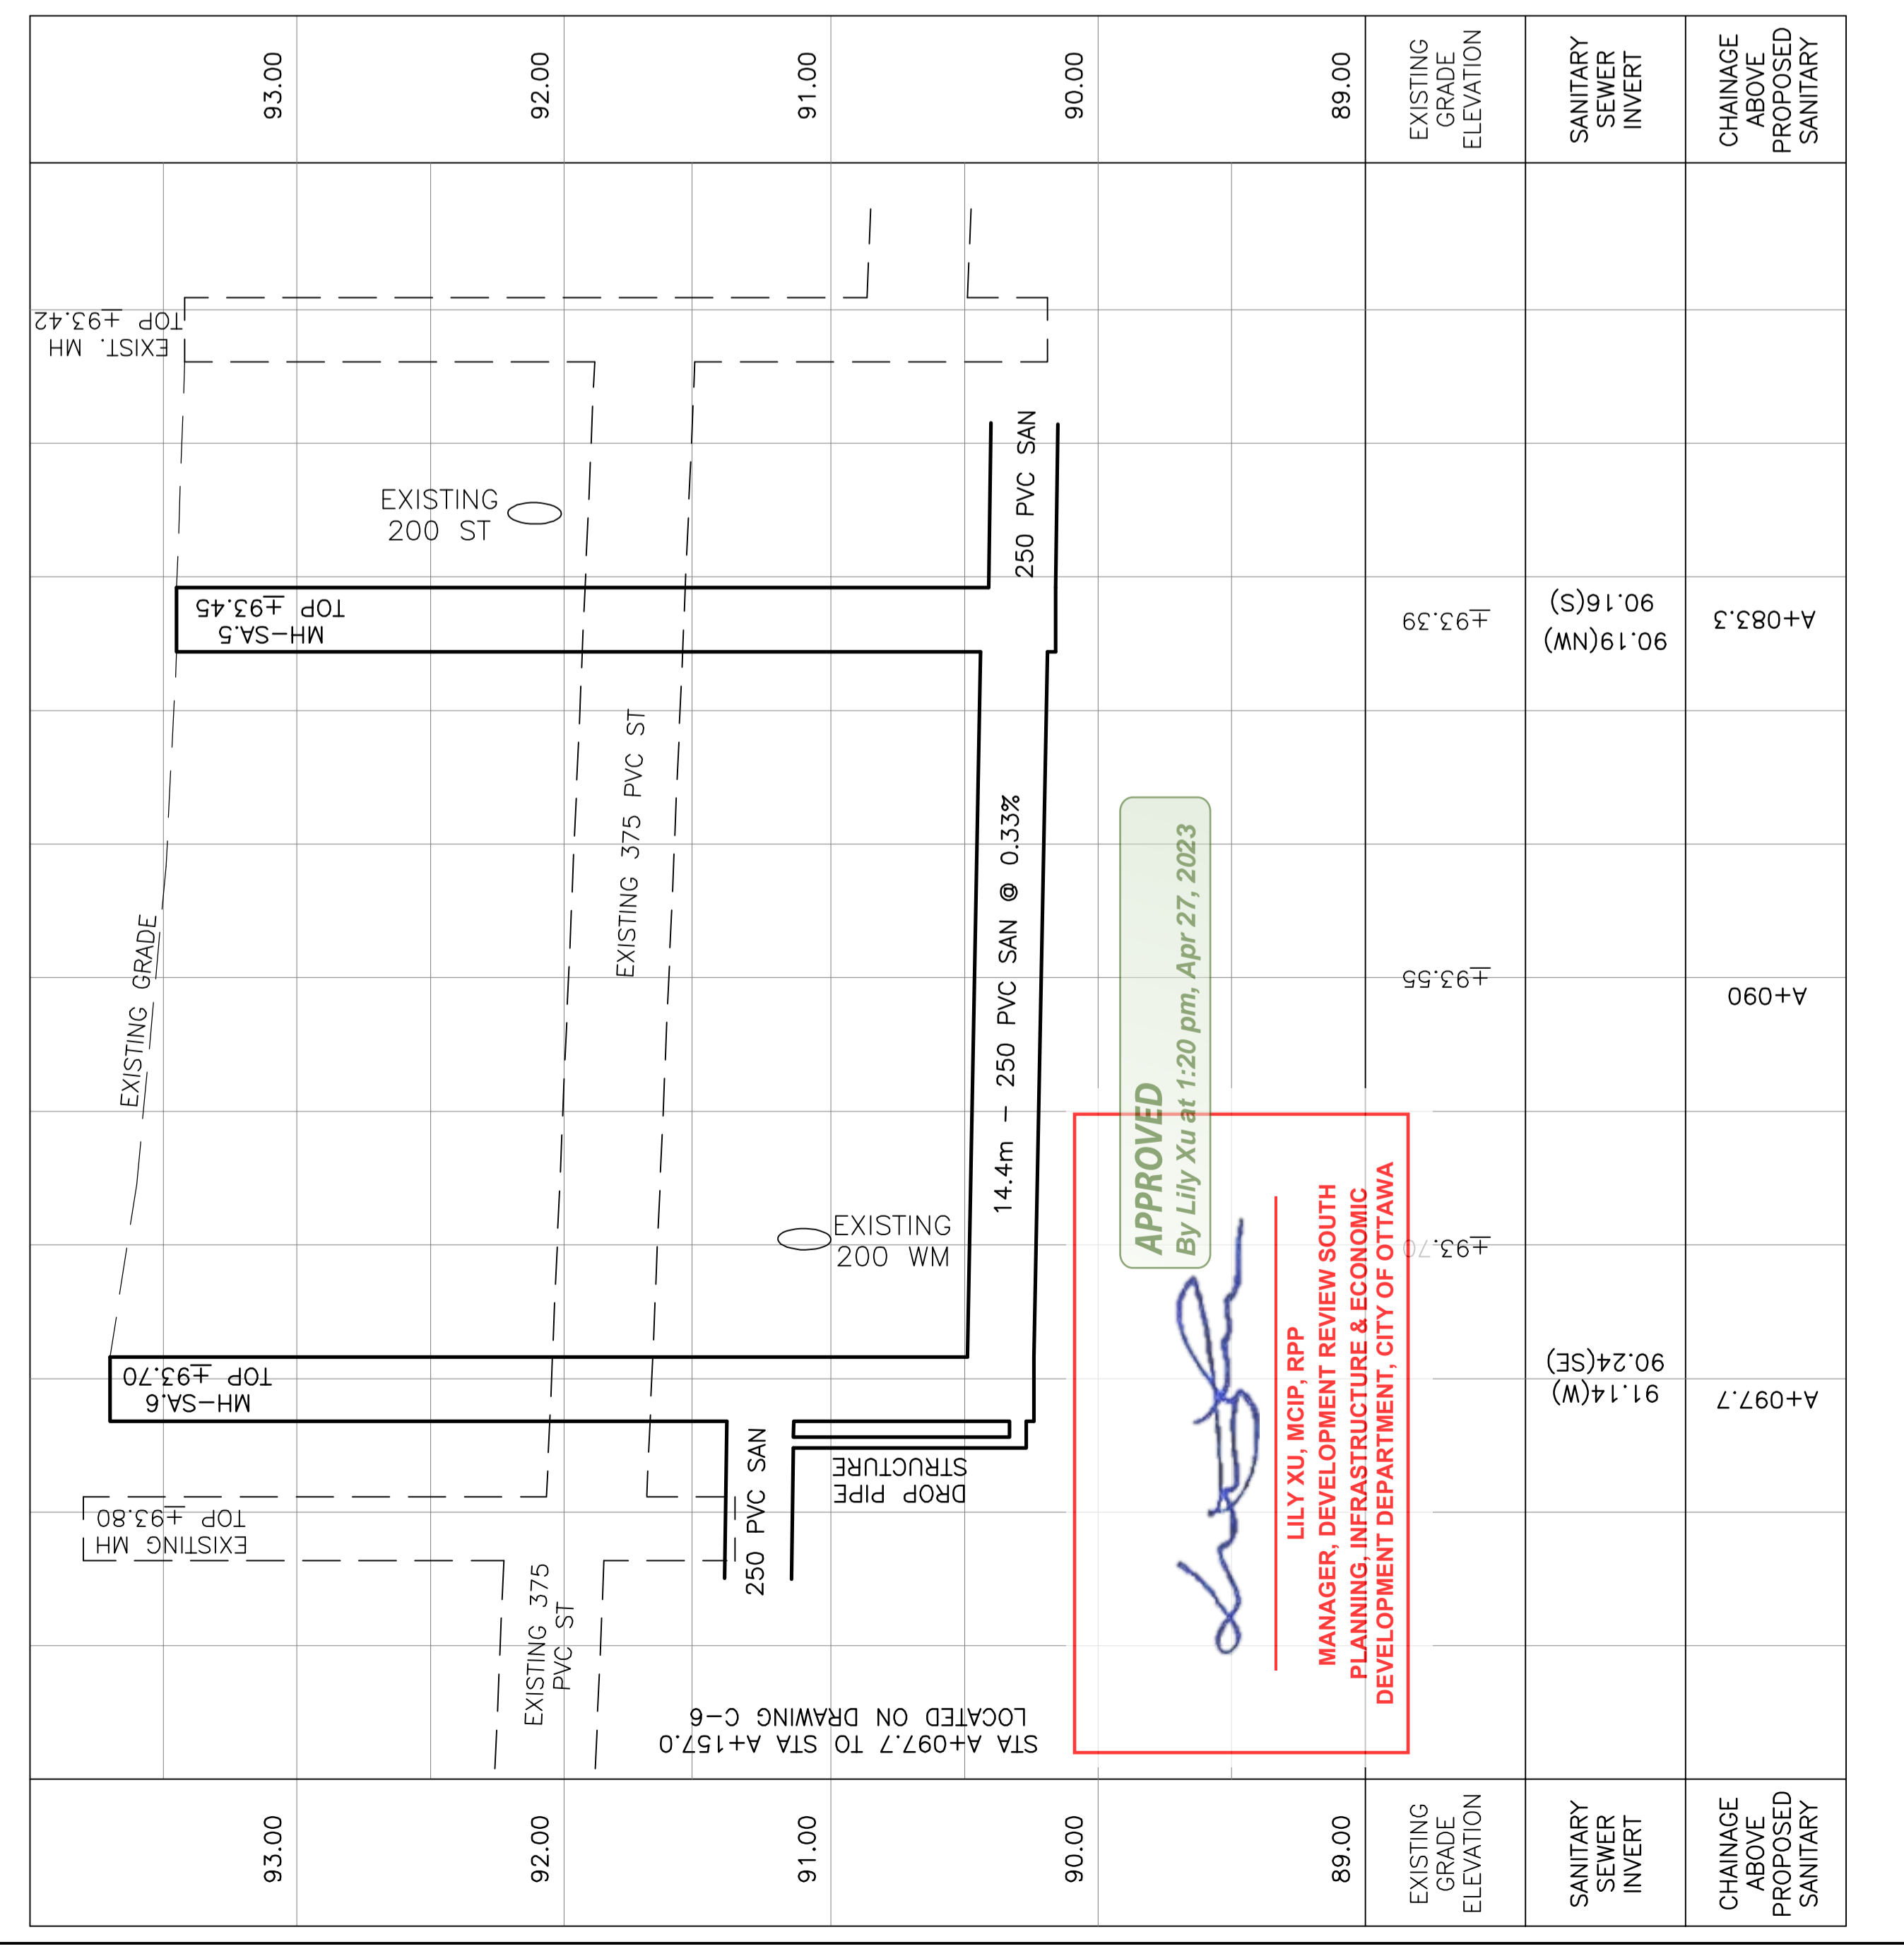 93.00
92.00
91.00
90.00
89.00
EXISTING
GRADE
ELEVATION
SANITARY
SEWER
INVERT
CHAINAGE
ABOVE
PROPOSED
SANITARY
EXIST. MH
TOP ±93.42
EXISTING
200 ST
250 PVC SAN
MH-SA.5
TOP ±93.45
±93.39
90.19(NW)
90.16(S)
A+083.3
EXISTING 375 PVC ST
EXISTING GRADE
14.4m - 250 PVC SAN @ 0.33%
±93.55
A+090
APPROVED
By Lily Xu at 1:20 pm, Apr 27, 2023
EXISTING
200 WM
±93.70
MH-SA.6
TOP ±93.70
91.14(W)
90.24(SE)
A+097.7
250 PVC SAN
DROP PIPE
STRUCTURE
EXISTING MH
TOP ±93.80
EXISTING 375
PVC ST
LILY XU, MCIP, RPP
MANAGER, DEVELOPMENT REVIEW SOUTH
PLANNING, INFRASTRUCTURE & ECONOMIC
DEVELOPMENT DEPARTMENT, CITY OF OTTAWA
STA A+097.7 TO STA A+157.0
LOCATED ON DRAWING C-6
93.00
92.00
91.00
90.00
89.00
EXISTING
GRADE
ELEVATION
SANITARY
SEWER
INVERT
CHAINAGE
ABOVE
PROPOSED
SANITARY